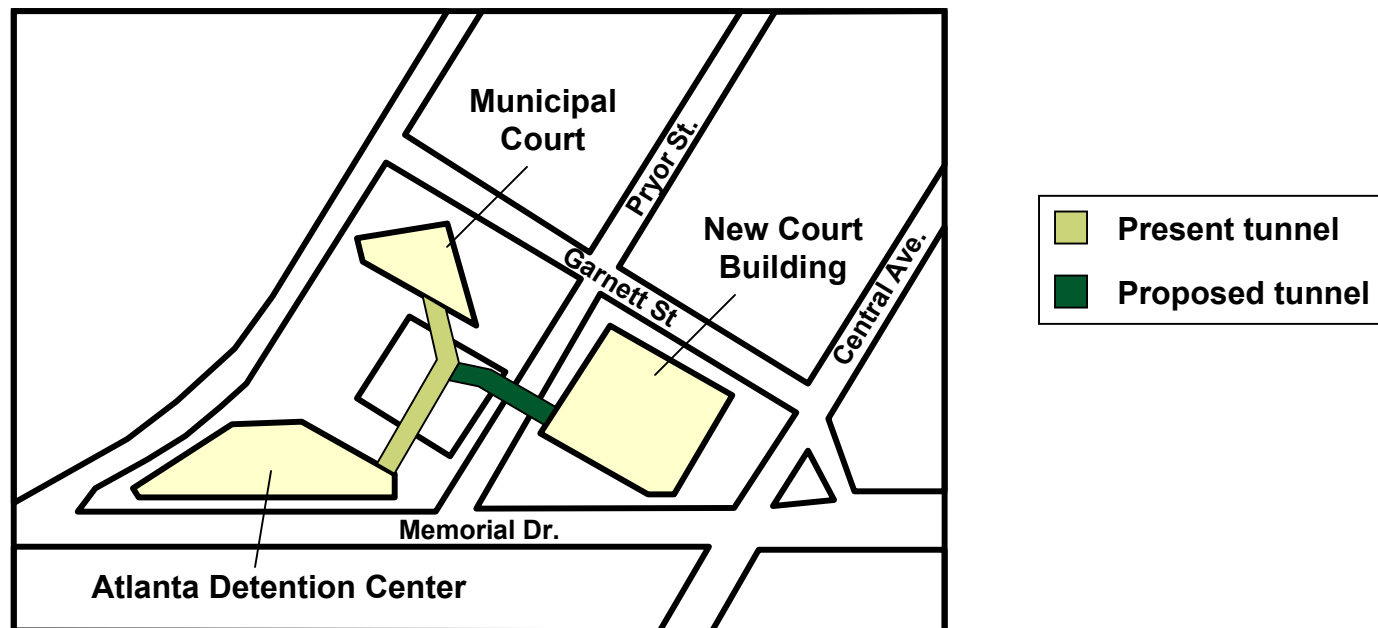 Municipal
Court
Pryor St.
New Court
Building
Garnett St
Central Ave.
Memorial Dr.
Atlanta Detention Center
Present tunnel
Proposed tunnel